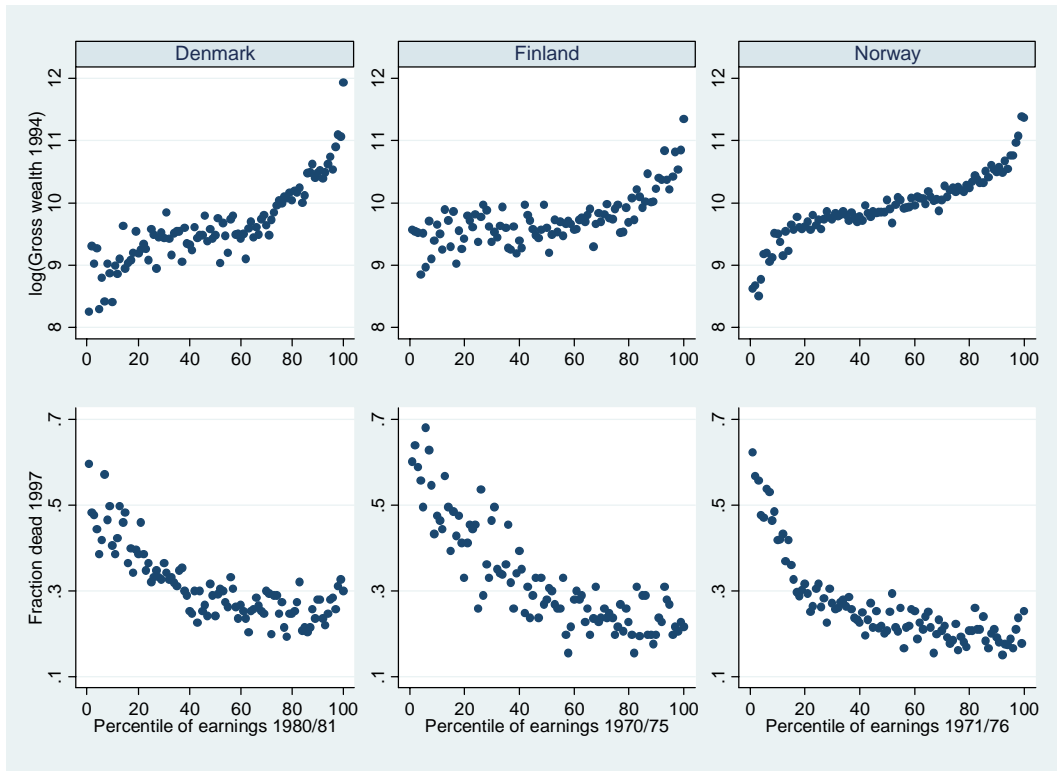 Denmark
Finland
Norway
log(Gross wealth 1994)
12
11
10
9
8
0 20 40 60 80 100
0 20 40 60 80 100
0 20 40 60 80 100
12
11
10
9
8
12
11
10
9
8
Fraction dead 1997
.7
.5
.3
.1
.7
.5
.3
.1
.7
.5
.3
.1
0 20 40 60 80 100
0 20 40 60 80 100
0 20 40 60 80 100
Percentile of earnings 1980/81
Percentile of earnings 1970/75
Percentile of earnings 1971/76